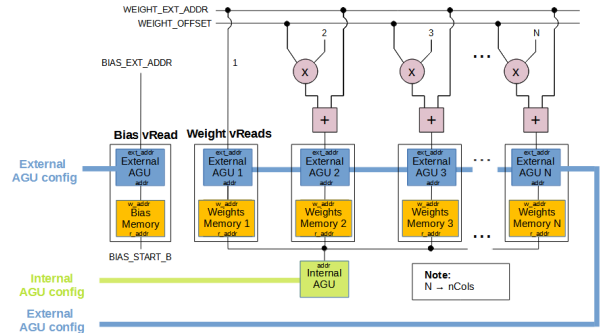 WEIGHT_EXT_ADDR
WEIGHT_OFFSET
2
3
N
BIAS_EXT_ADDR
1
x
x
x
...
+
+
+
Bias vRead
Weight vReads
External AGU config
ext_addr
External AGU
addr
ext_addr
External AGU 1
addr
ext_addr
External AGU 2
addr
ext_addr
External AGU 3
addr
...
ext_addr
External AGU N
addr
w_addr
Bias Memory
r_addr
w_addr
Weights Memory 1
r_addr
w_addr
Weights Memory 2
r_addr
w_addr
Weights Memory 3
r_addr
...
w_addr
Weights Memory N
r_addr
BIAS_START_B
Internal AGU config
addr
Internal AGU
Note:
N → nCols
External AGU config